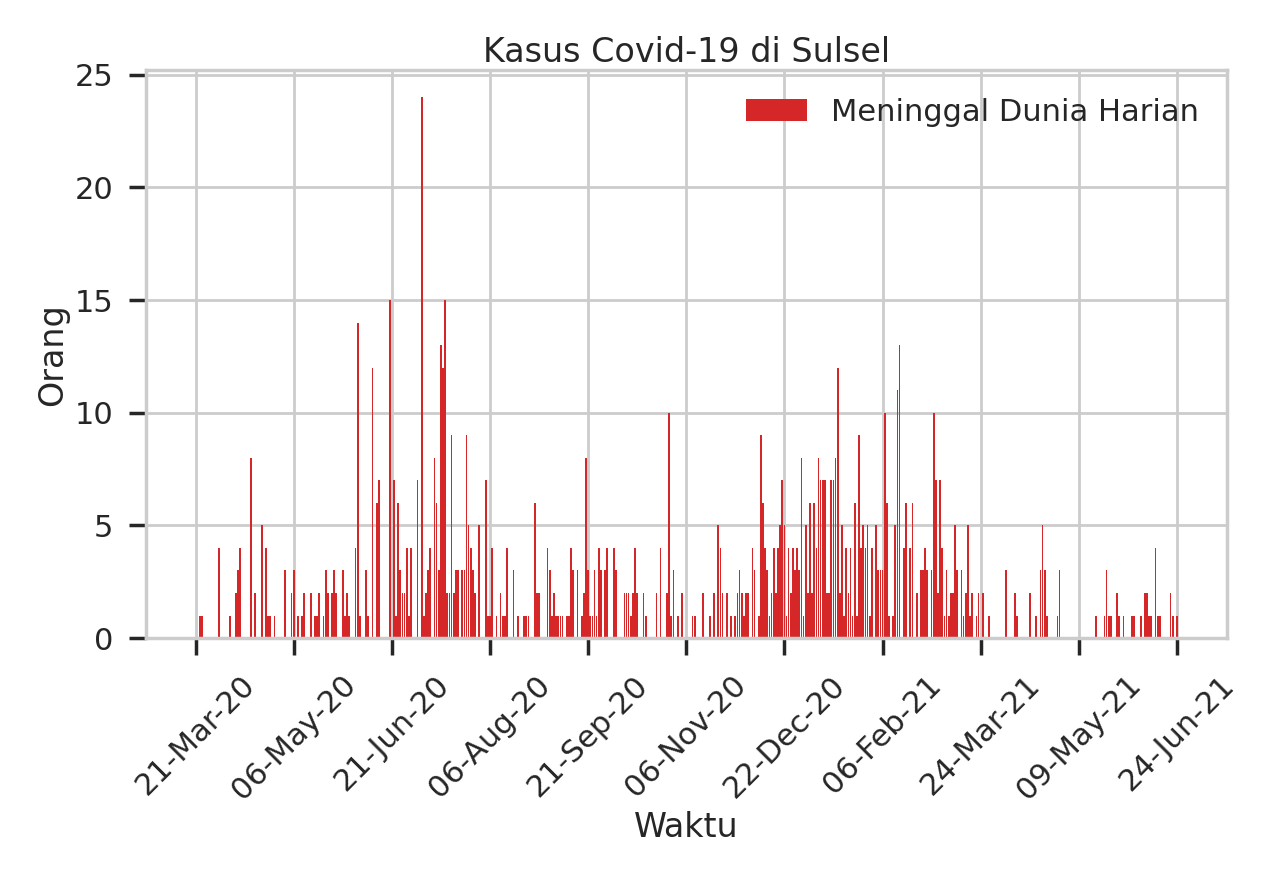 Kasus Covid-19 di Sulsel
Meninggal Dunia Harian
Orang
25
20
15
10
5
0
21-Mar-20
06-May-20
21-Jun-20
06-Aug-20
21-Sep-20
06-Nov-20
22-Dec-20
06-Feb-21
24-Mar-21
09-May-21
24-Jun-21
Waktu